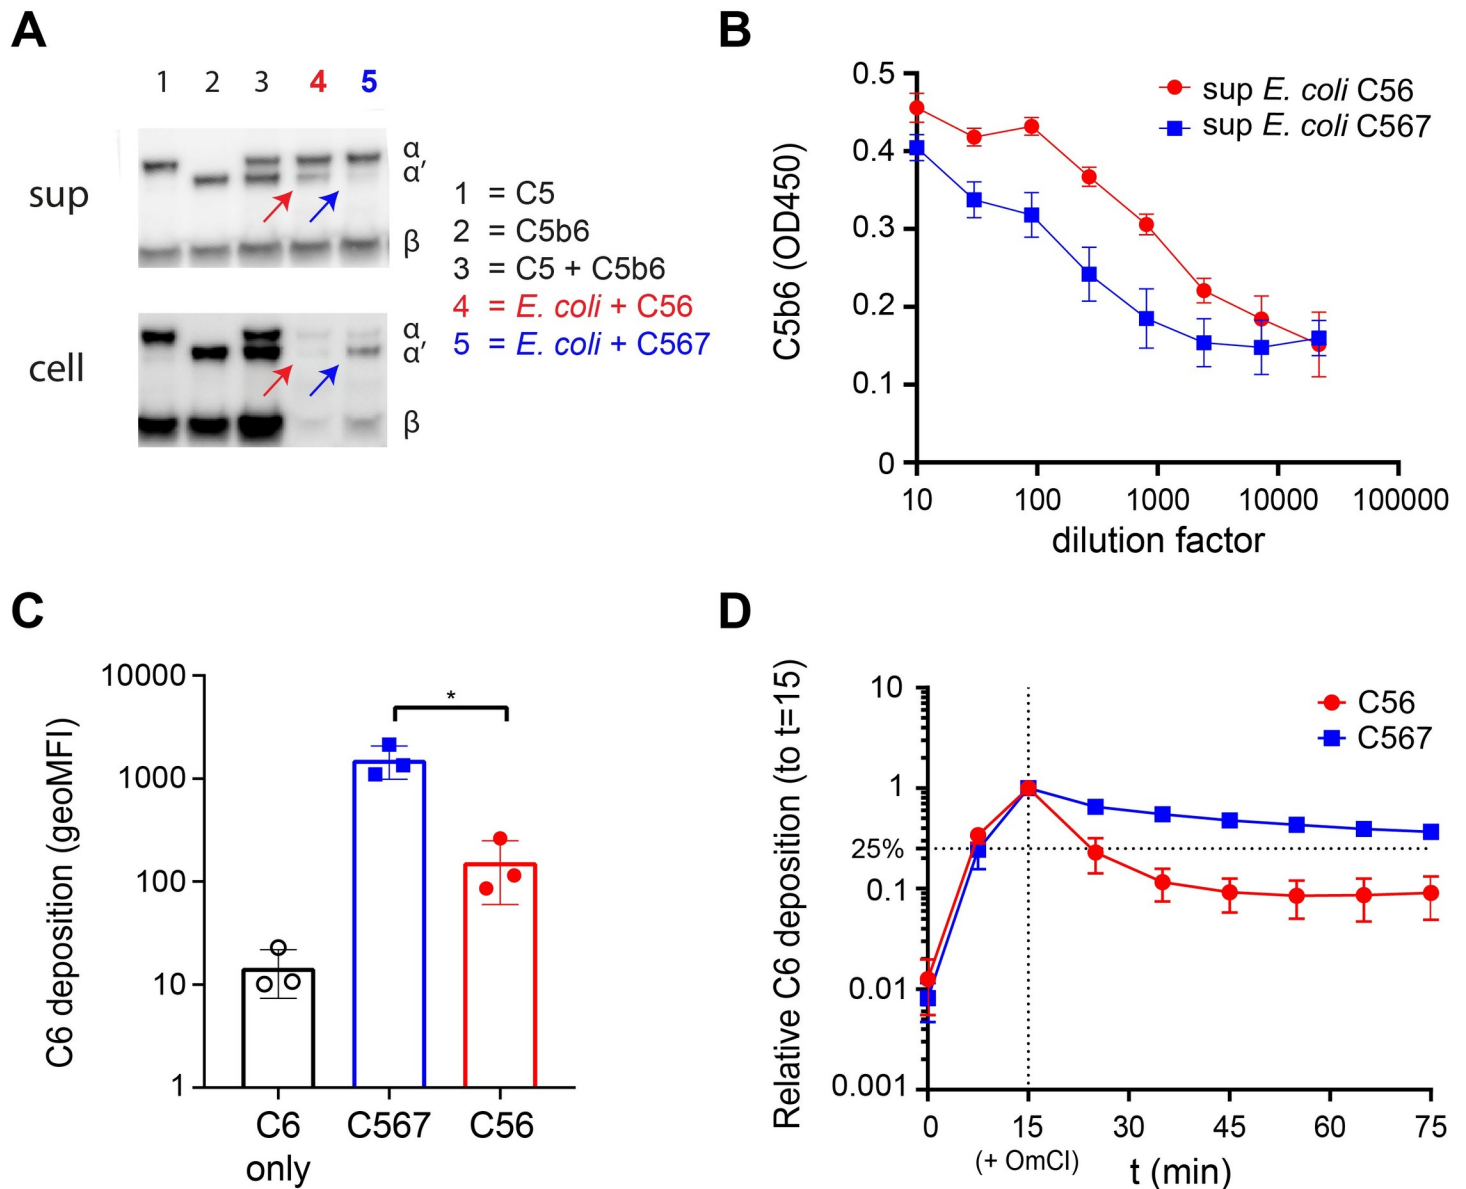 A
1 2 3 4 5
sup
α
α′
β
cell
α
α′
β
1 = C5
2 = C5b6
3 = C5 + C5b6
4 = E. coli + C56
5 = E. coli + C567
B
C5b6 (OD450)
0.5
0.4
0.3
0.2
0.1
0
10 100 1000 10000 100000
dilution factor
sup E. coli C56
sup E. coli C567
C
C6 deposition (geoMFI)
10000
1000
100
10
1
*
C6 C567 C56
only
D
Relative C6 deposition (to t=15)
10
1
25%
0.1
0.01
0.001
0 15 30 45 60 75
(+ OmCI) t (min)
C56
C567